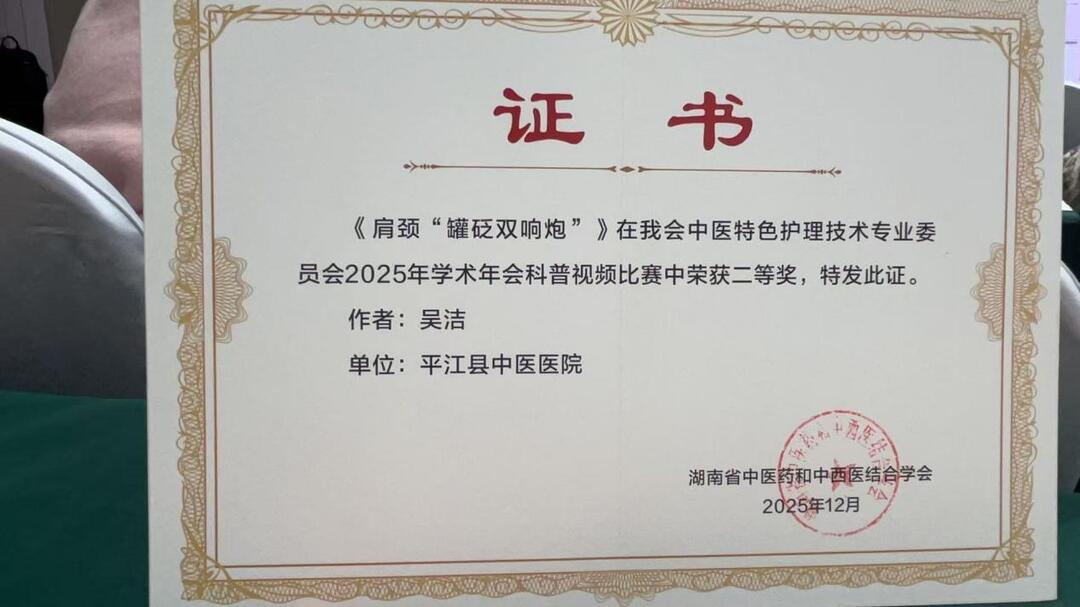 证书
《肩颈“罐砭双响炮”》在我会中医特色护理技术专业委
员会2025年学术年会科普视频比赛中荣获二等奖，特发此证。
作者：吴洁
单位：平江县中医医院
湖南省中医药和中西医结合学会
2025年12月